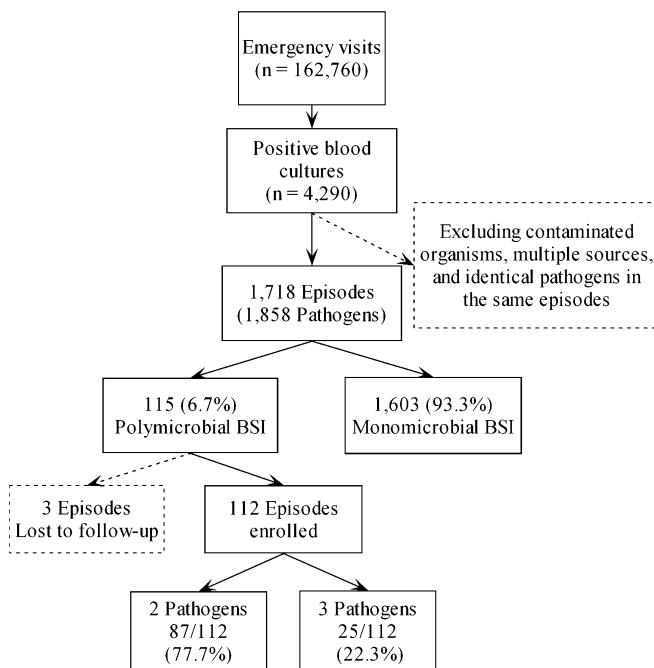 Emergency visits
(n = 162,760)
Positive blood
cultures
(n = 4,290)
Excluding contaminated
organisms, multiple sources,
and identical pathogens in
the same episodes
1,718 Episodes
(1,858 Pathogens)
115 (6.7%)
Polymicrobial BSI
1,603 (93.3%)
Monomicrobial BSI
3 Episodes
Lost to follow-up
112 Episodes
enrolled
2 Pathogens
87/112
(77.7%)
3 Pathogens
25/112
(22.3%)